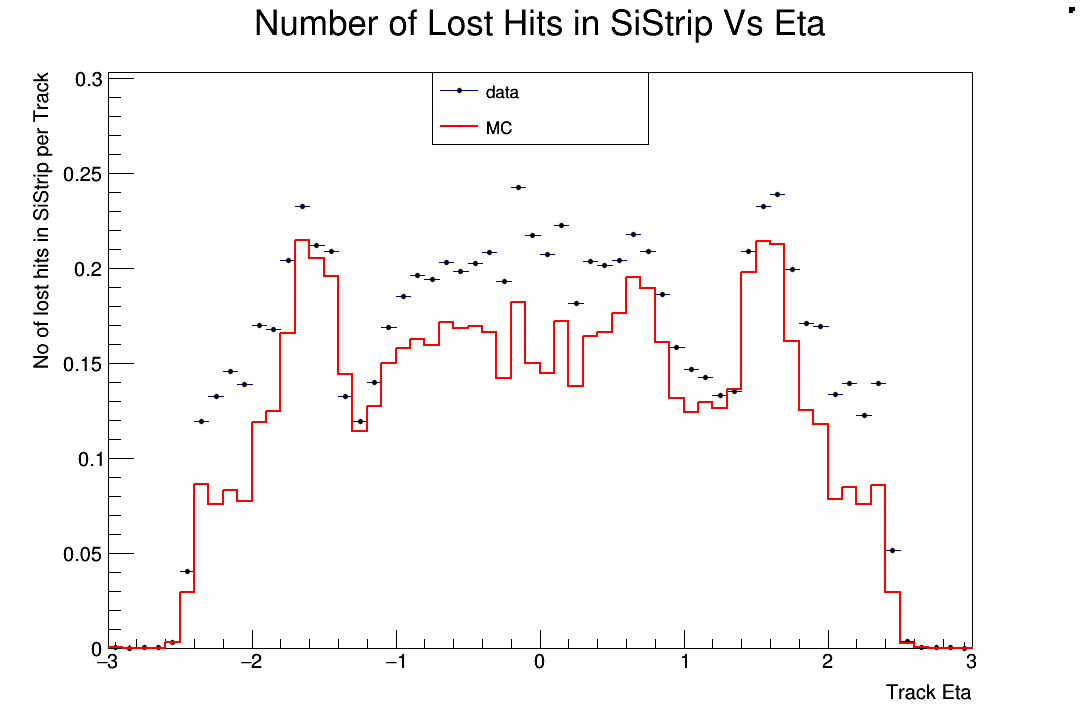 Number of Lost Hits in SiStrip Vs Eta
No of lost hits in SiStrip per Track
data
MC
0.3
0.25
0.2
0.15
0.1
0.05
0
−3
−2
−1
0
1
2
3
Track Eta